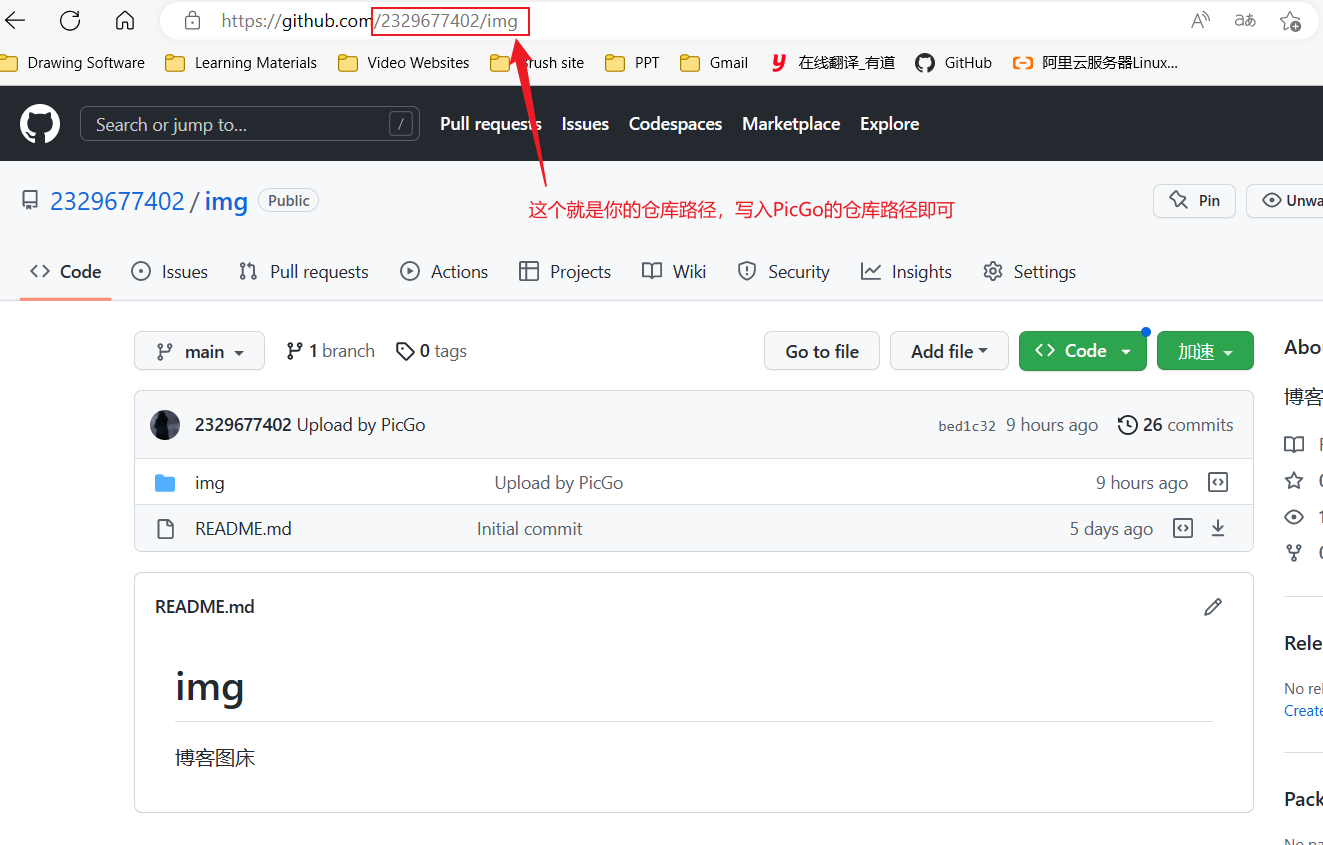 https://github.com/2329677402/img
Drawing Software Learning Materials Video Websites rush site PPT Gmail 在线翻译_有道 GitHub 阿里云服务器Linux...
Search or jump to... / Pull requests Issues Codespaces Marketplace Explore
2329677402 / img Public
这个就是你的仓库路径，写入PicGo的仓库路径即可
Pin Unwa
Code Issues Pull requests Actions Projects Wiki Security Insights Settings
main 1 branch 0 tags Go to file Add file Code 加速
Abo
2329677402 Upload by PicGo bed1c32 9 hours ago 26 commits
博客
img Upload by PicGo 9 hours ago
README.md Initial commit 5 days ago
README.md
img
博客图床
Rele
No rel
Create
Pack
No pa